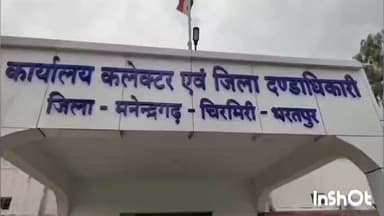 कार्यालय कलेक्टर एवं जिला दण्डाधिकारी
जिला - मनेन्द्रगढ़ - चिरमिरी - भरतपुर
InShOt